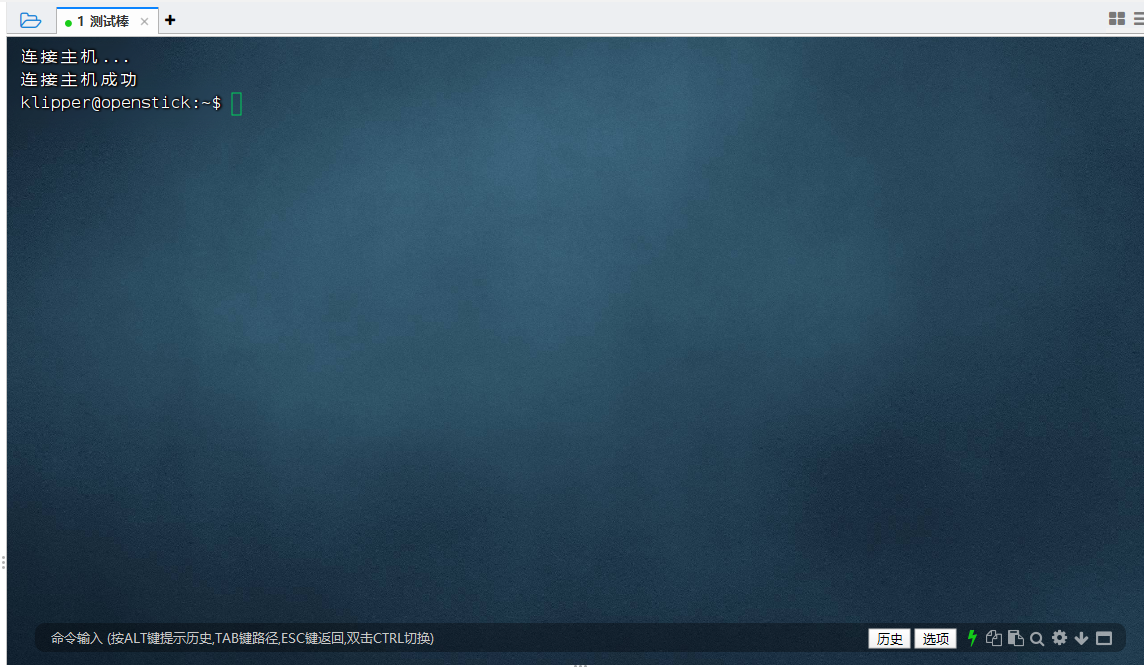 1 测试棒
连接主机...
连接主机成功
klipper@openstick:~$
命令输入 (按ALT键提示历史,TAB键路径,ESC键返回,双击CTRL切换)
历史
选项